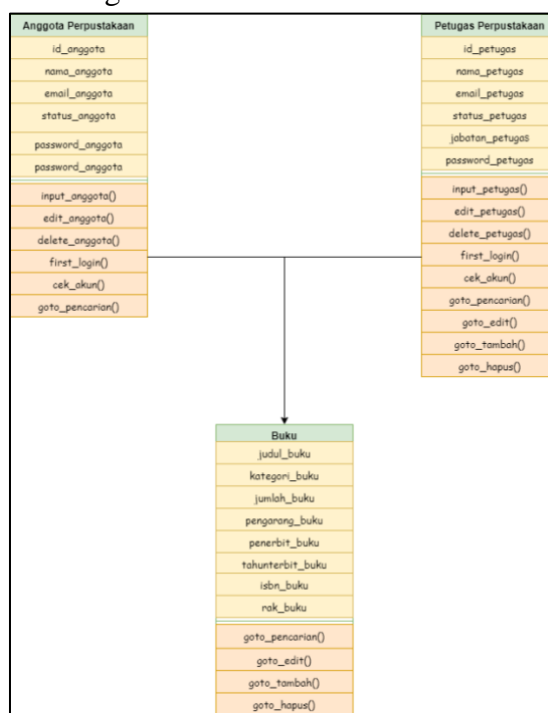 Anggota Perpustakaan
id_anggota
nama_anggota
email_anggota
status_anggota
password_anggota
password_anggota
input_anggota()
edit_anggota()
delete_anggota()
first_login()
cek_akun()
goto_pencarian()
Petugas Perpustakaan
id_petugas
nama_petugas
email_petugas
status_petugas
jabatan_petugas
password_petugas
input_petugas()
edit_petugas()
delete_petugas()
first_login()
cek_akun()
goto_pencarian()
goto_edit()
goto_tambah()
goto_hapus()
Buku
judul_buku
kategori_buku
jumlah_buku
pengarang_buku
penerbit_buku
tahunterbit_buku
isbn_buku
rak_buku
goto_pencarian()
goto_edit()
goto_tambah()
goto_hapus()